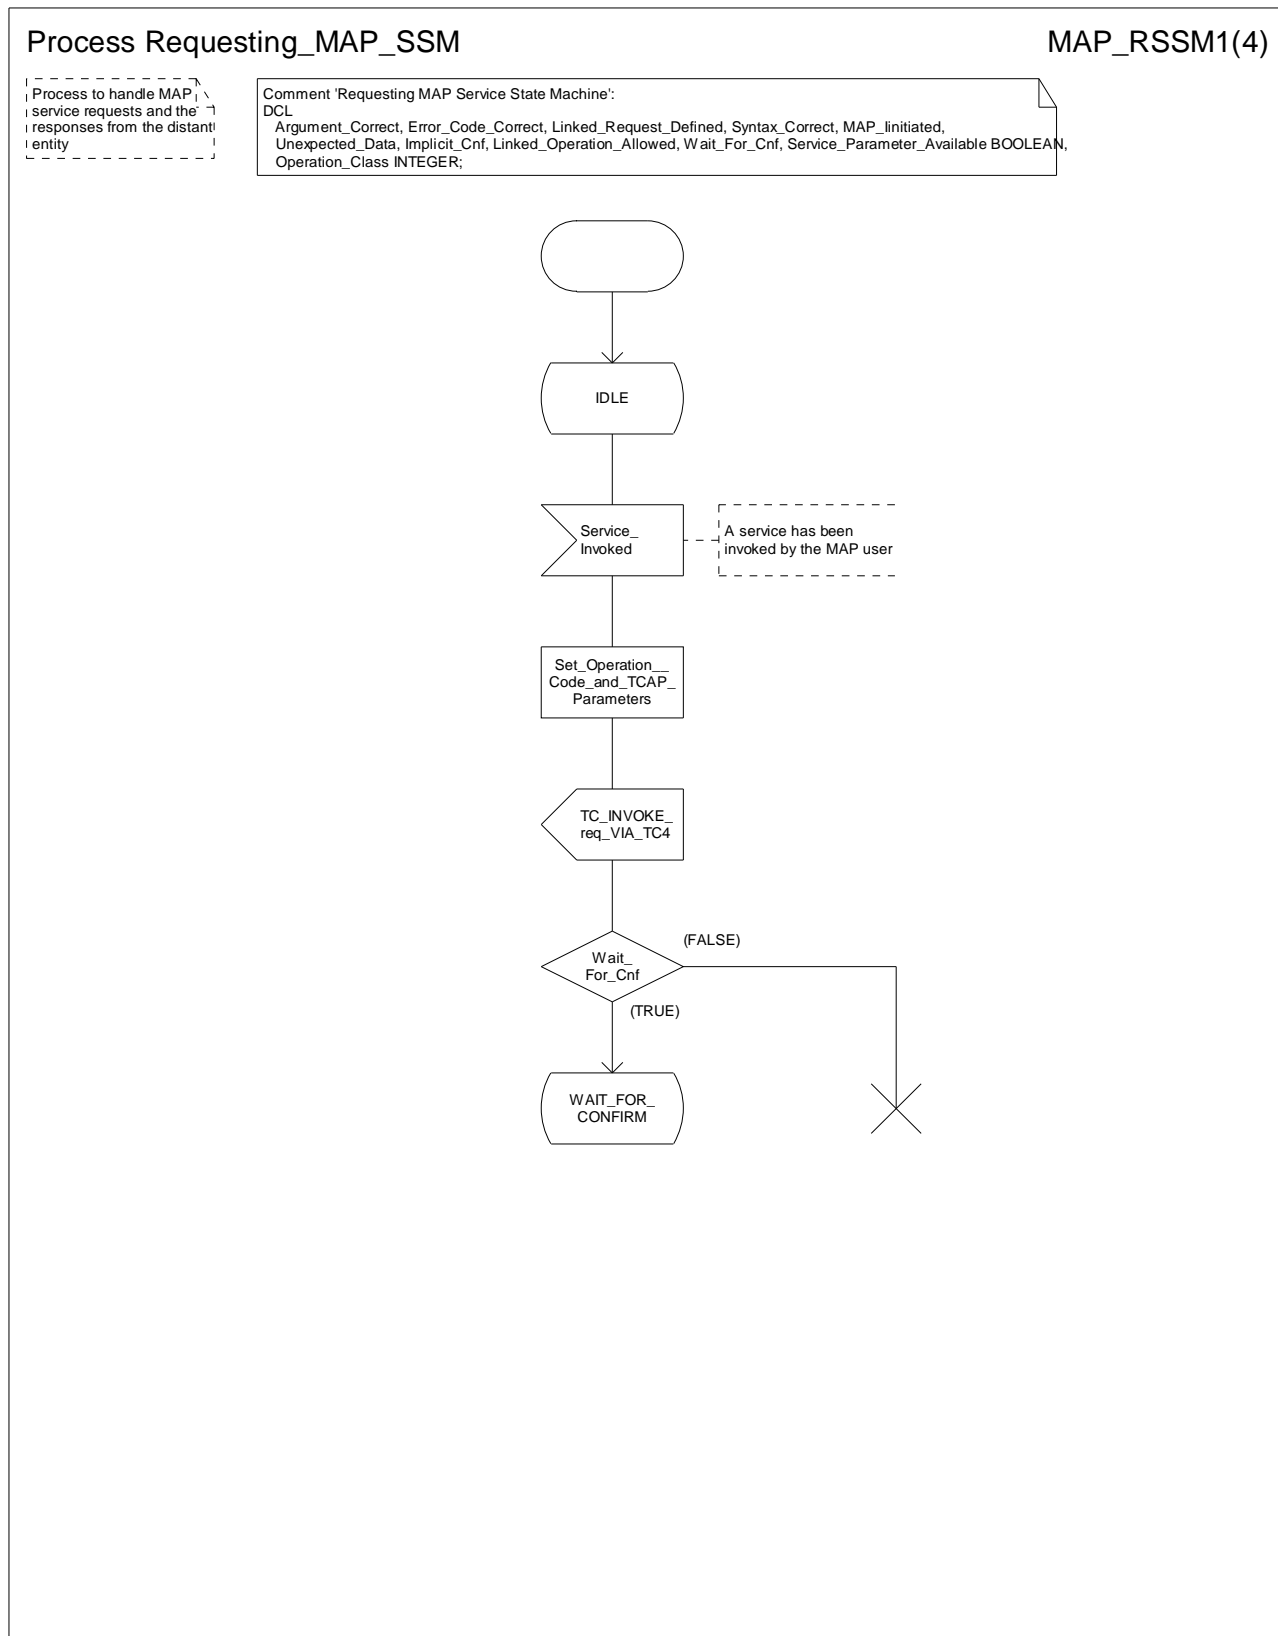 Process Requesting_MAP_SSM
MAP_RSSM1(4)
Process to handle MAP
service requests and the
responses from the distant
entity
Comment 'Requesting MAP Service State Machine':
DCL
Argument_Correct, Error_Code_Correct, Linked_Request_Defined, Syntax_Correct, MAP_Iinitiated,
Unexpected_Data, Implicit_Cnf, Linked_Operation_Allowed, Wait_For_Cnf, Service_Parameter_Available BOOLEAN,
Operation_Class INTEGER;
IDLE
Service_
Invoked
A service has been
invoked by the MAP user
Set_Operation__
Code_and_TCAP_
Parameters
TC_INVOKE_
req_VIA_TC4
(FALSE)
Wait_
For_Cnf
(TRUE)
WAIT_FOR_
CONFIRM